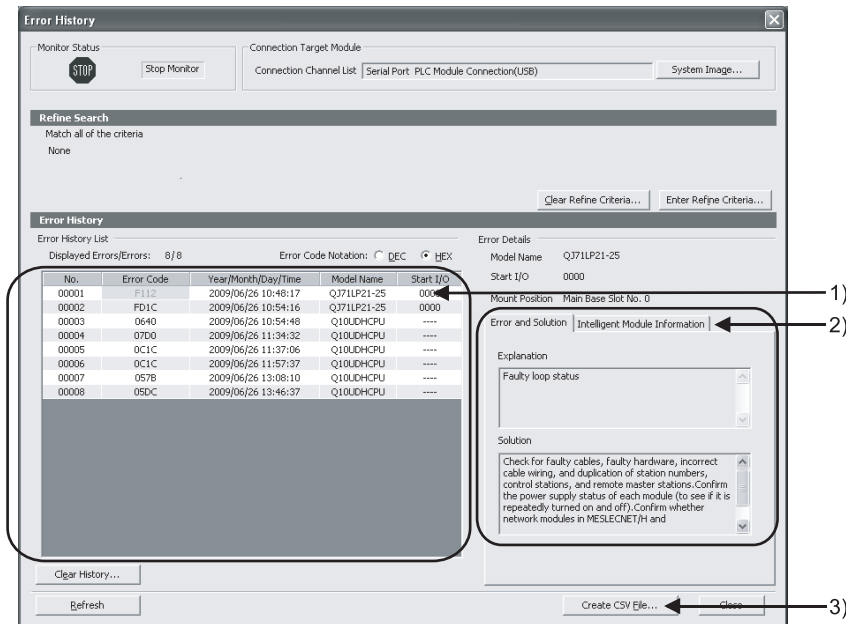 Error History
Monitor Status
STOP
Stop Monitor
Connection Target Module
Connection Channel List Serial Port PLC Module Connection(USB)
System Image...
Refine Search
Match all of the criteria
None
Clear Refine Criteria...
Enter Refine Criteria...
Error History
Error History List
Displayed Errors/Errors: 8/8
Error Code Notation: DEC HEX
No. Error Code Year/Month/Day/Time Model Name Start I/O
00001 F112 2009/06/26 10:48:17 QJ71LP21-25 0000
00002 FD1C 2009/06/26 10:54:16 QJ71LP21-25 0000
00003 0640 2009/06/26 10:54:48 Q10UDHCPU ----
00004 07D0 2009/06/26 11:34:32 Q10UDHCPU ----
00005 0C1C 2009/06/26 11:37:06 Q10UDHCPU ----
00006 0C1C 2009/06/26 11:57:37 Q10UDHCPU ----
00007 057B 2009/06/26 13:08:10 Q10UDHCPU ----
00008 05DC 2009/06/26 13:46:37 Q10UDHCPU ----
Clear History...
Refresh
Error Details
Model Name QJ71LP21-25
Start I/O 0000
Mount Position Main Base Slot No. 0
1)
Error and Solution Intelligent Module Information
2)
Explanation
Faulty loop status
Solution
Check for faulty cables, faulty hardware, incorrect
cable wiring, and duplication of station numbers,
control stations, and remote master stations.Confirm
the power supply status of each module (to see if it is
repeatedly turned on and off).Confirm whether
network modules in MESLECNET/H and
Create CSV File...
Close
3)